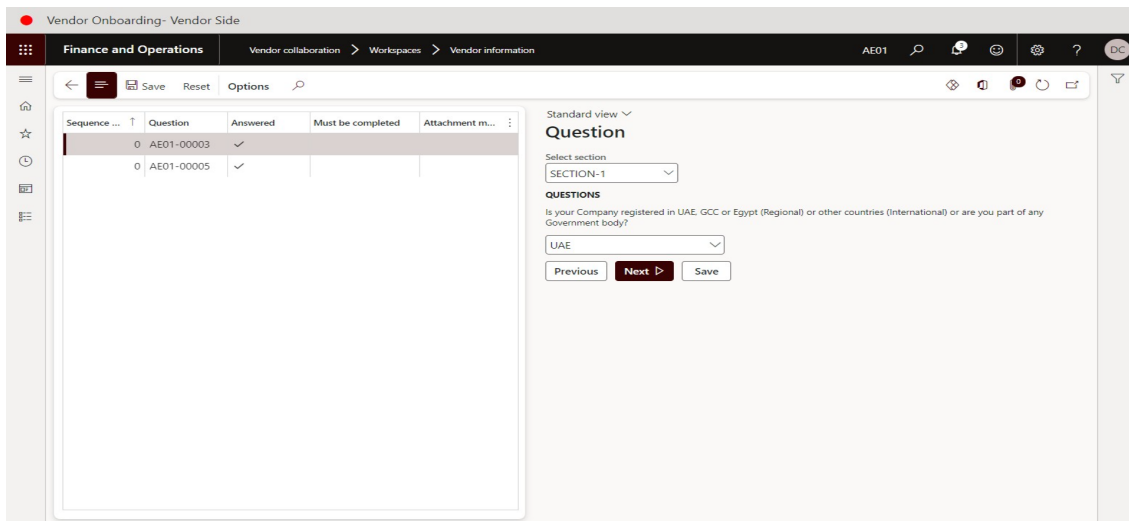 Vendor Onboarding- Vendor Side
Finance and Operations
Vendor collaboration > Workspaces > Vendor information
AE01
3
?
DC
Save
Reset
Options
0
Sequence ... ↑ Question Answered Must be completed Attachment m...
0 AE01-00003 ✓
0 AE01-00005 ✓
Standard view
Question
Select section
SECTION-1
QUESTIONS
Is your Company registered in UAE, GCC or Egypt (Regional) or other countries (International) or are you part of any
Government body?
UAE
Previous
Next
Save